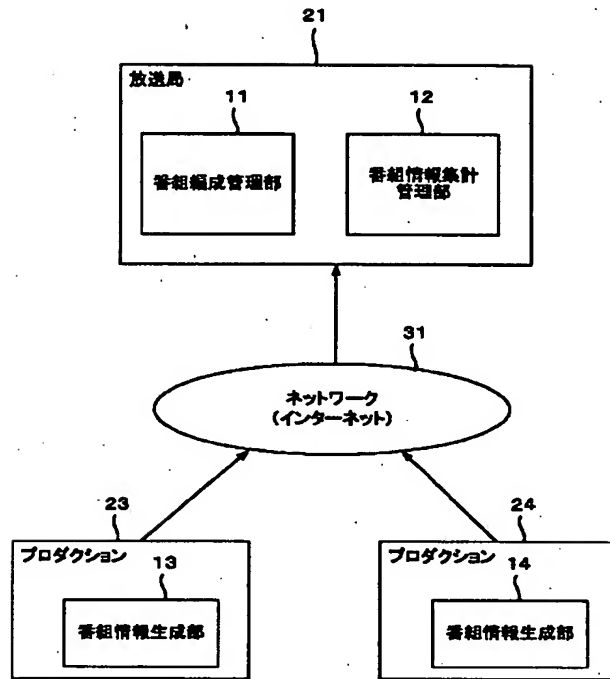 21
放送局
11
12
番組編成管理部
番組情報集計
管理部
31
ネットワーク
(インターネット)
23
24
プロダクション
プロダクション
13
14
番組情報生成部
番組情報生成部